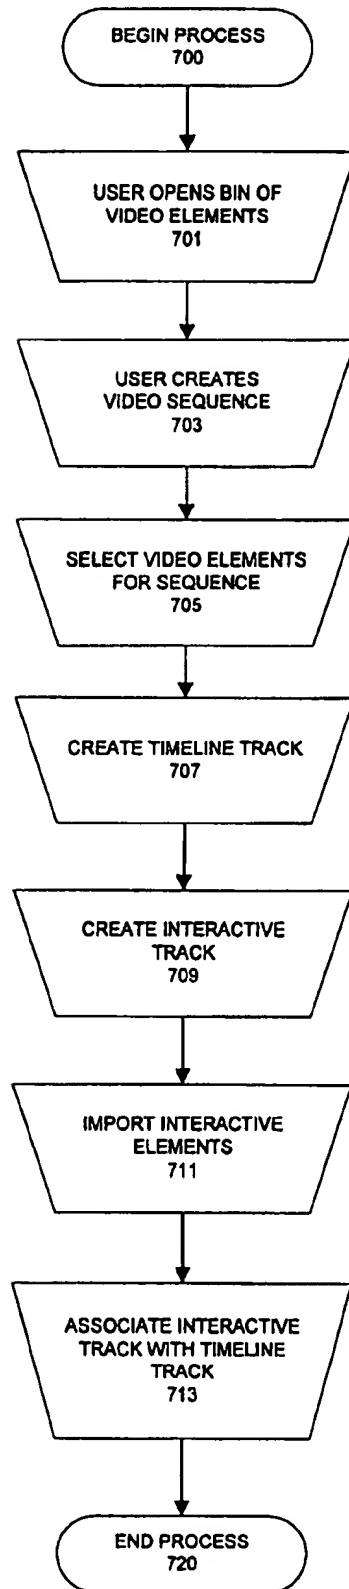 BEGIN PROCESS
700
USER OPENS BIN OF
VIDEO ELEMENTS
701
USER CREATES
VIDEO SEQUENCE
703
SELECT VIDEO ELEMENTS
FOR SEQUENCE
705
CREATE TIMELINE TRACK
707
CREATE INTERACTIVE
TRACK
709
IMPORT INTERACTIVE
ELEMENTS
711
ASSOCIATE INTERACTIVE
TRACK WITH TIMELINE
TRACK
713
END PROCESS
720